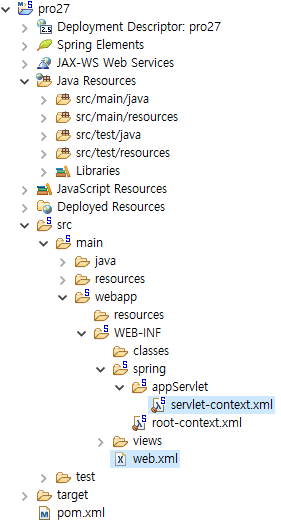 pro27
Deployment Descriptor: pro27
Spring Elements
JAX-WS Web Services
Java Resources
src/main/java
src/main/resources
src/test/java
src/test/resources
Libraries
JavaScript Resources
Deployed Resources
src
main
java
resources
webapp
resources
WEB-INF
classes
spring
appServlet
servlet-context.xml
root-context.xml
views
web.xml
test
target
pom.xml